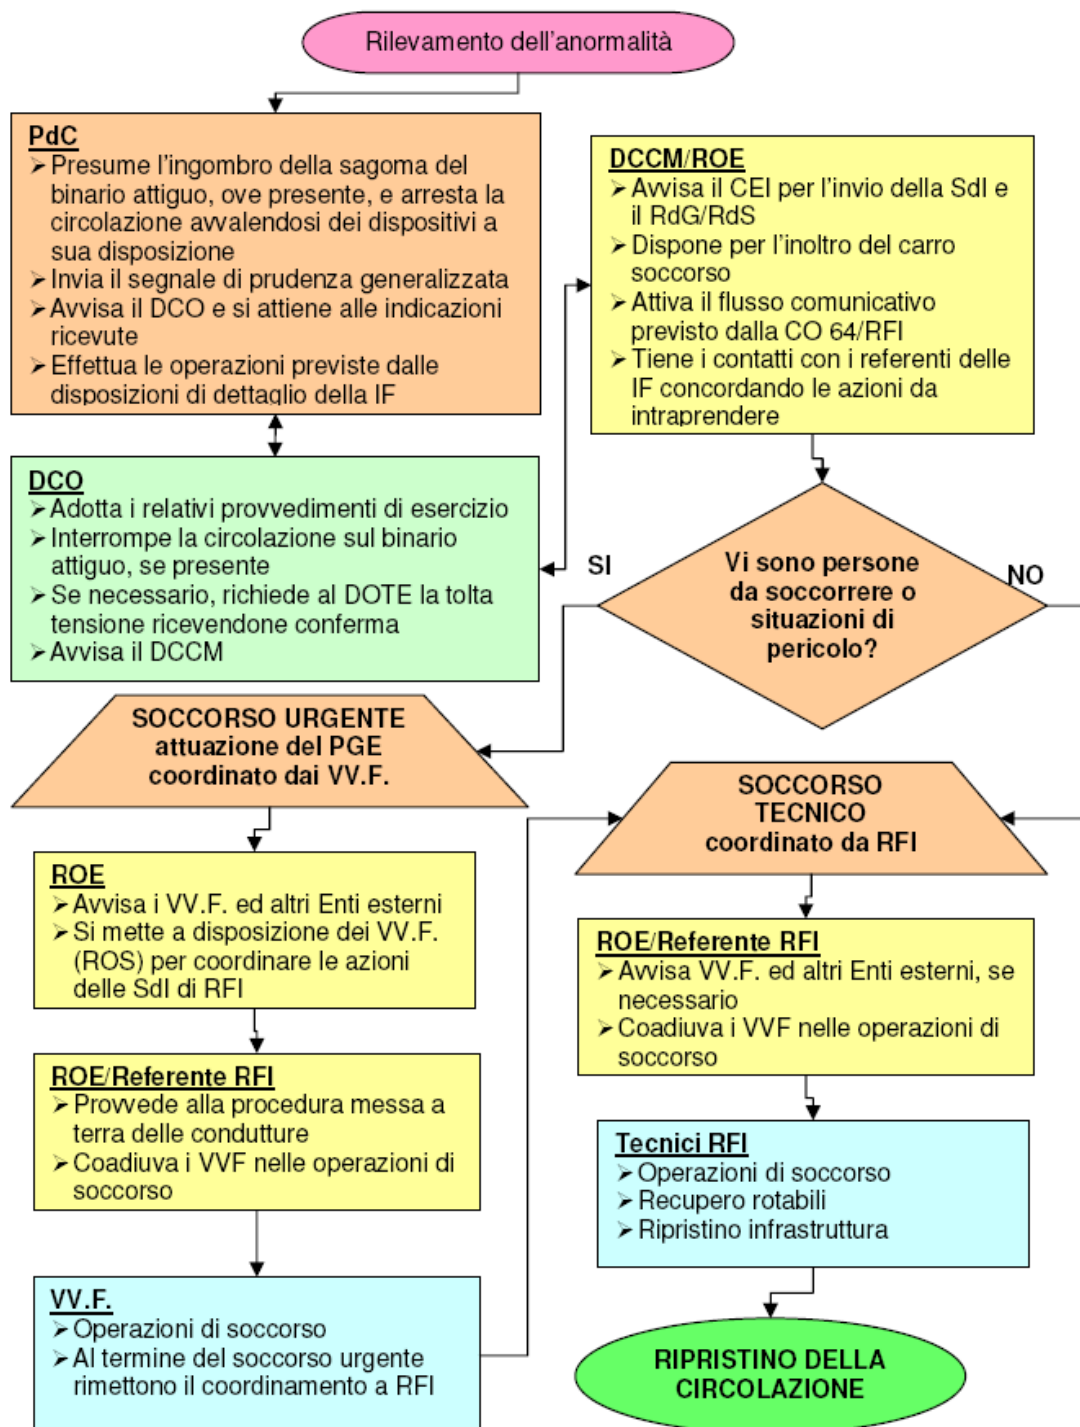 Rilevamento dell'anormalità
PdC
➢ Presume l'ingombro della sagoma del
binario attiguo, ove presente, e arresta la
circolazione avvalendosi dei dispositivi a
sua disposizione
➢ Invia il segnale di prudenza generalizzata
➢ Avvisa il DCO e si attiene alle indicazioni
ricevute
➢ Effettua le operazioni previste dalle
disposizioni di dettaglio della IF
DCCM/ROE
➢ Avvisa il CEI per l'invio della SdI e
il RdG/RdS
➢ Dispone per l'inoltro del carro
soccorso
➢ Attiva il flusso comunicativo
previsto dalla CO 64/RFI
➢ Tiene i contatti con i referenti delle
IF concordando le azioni da
intraprendere
DCO
➢ Adotta i relativi provvedimenti di esercizio
➢ Interrompe la circolazione sul binario
attiguo, se presente
➢ Se necessario, richiede al DOTE la tolta
tensione ricevendone conferma
➢ Avvisa il DCCM
SI
Vi sono persone
da soccorrere o
situazioni di
pericolo?
NO
SOCCORSO URGENTE
attuazione del PGE
coordinato dai VV.F.
SOCCORSO
TECNICO
coordinato da RFI
ROE
➢ Avvisa i VV.F. ed altri Enti esterni
➢ Si mette a disposizione dei VV.F.
(ROS) per coordinare le azioni
delle SdI di RFI
ROE/Referente RFI
➢ Avvisa VV.F. ed altri Enti esterni, se
necessario
➢ Coadiuva i VVF nelle operazioni di
soccorso
ROE/Referente RFI
➢ Provvede alla procedura messa a
terra delle condutture
➢ Coadiuva i VVF nelle operazioni di
soccorso
Tecnici RFI
➢ Operazioni di soccorso
➢ Recupero rotabili
➢ Ripristino infrastruttura
VV.F.
➢ Operazioni di soccorso
➢ Al termine del soccorso urgente
rimettono il coordinamento a RFI
RIPRISTINO DELLA
CIRCOLAZIONE